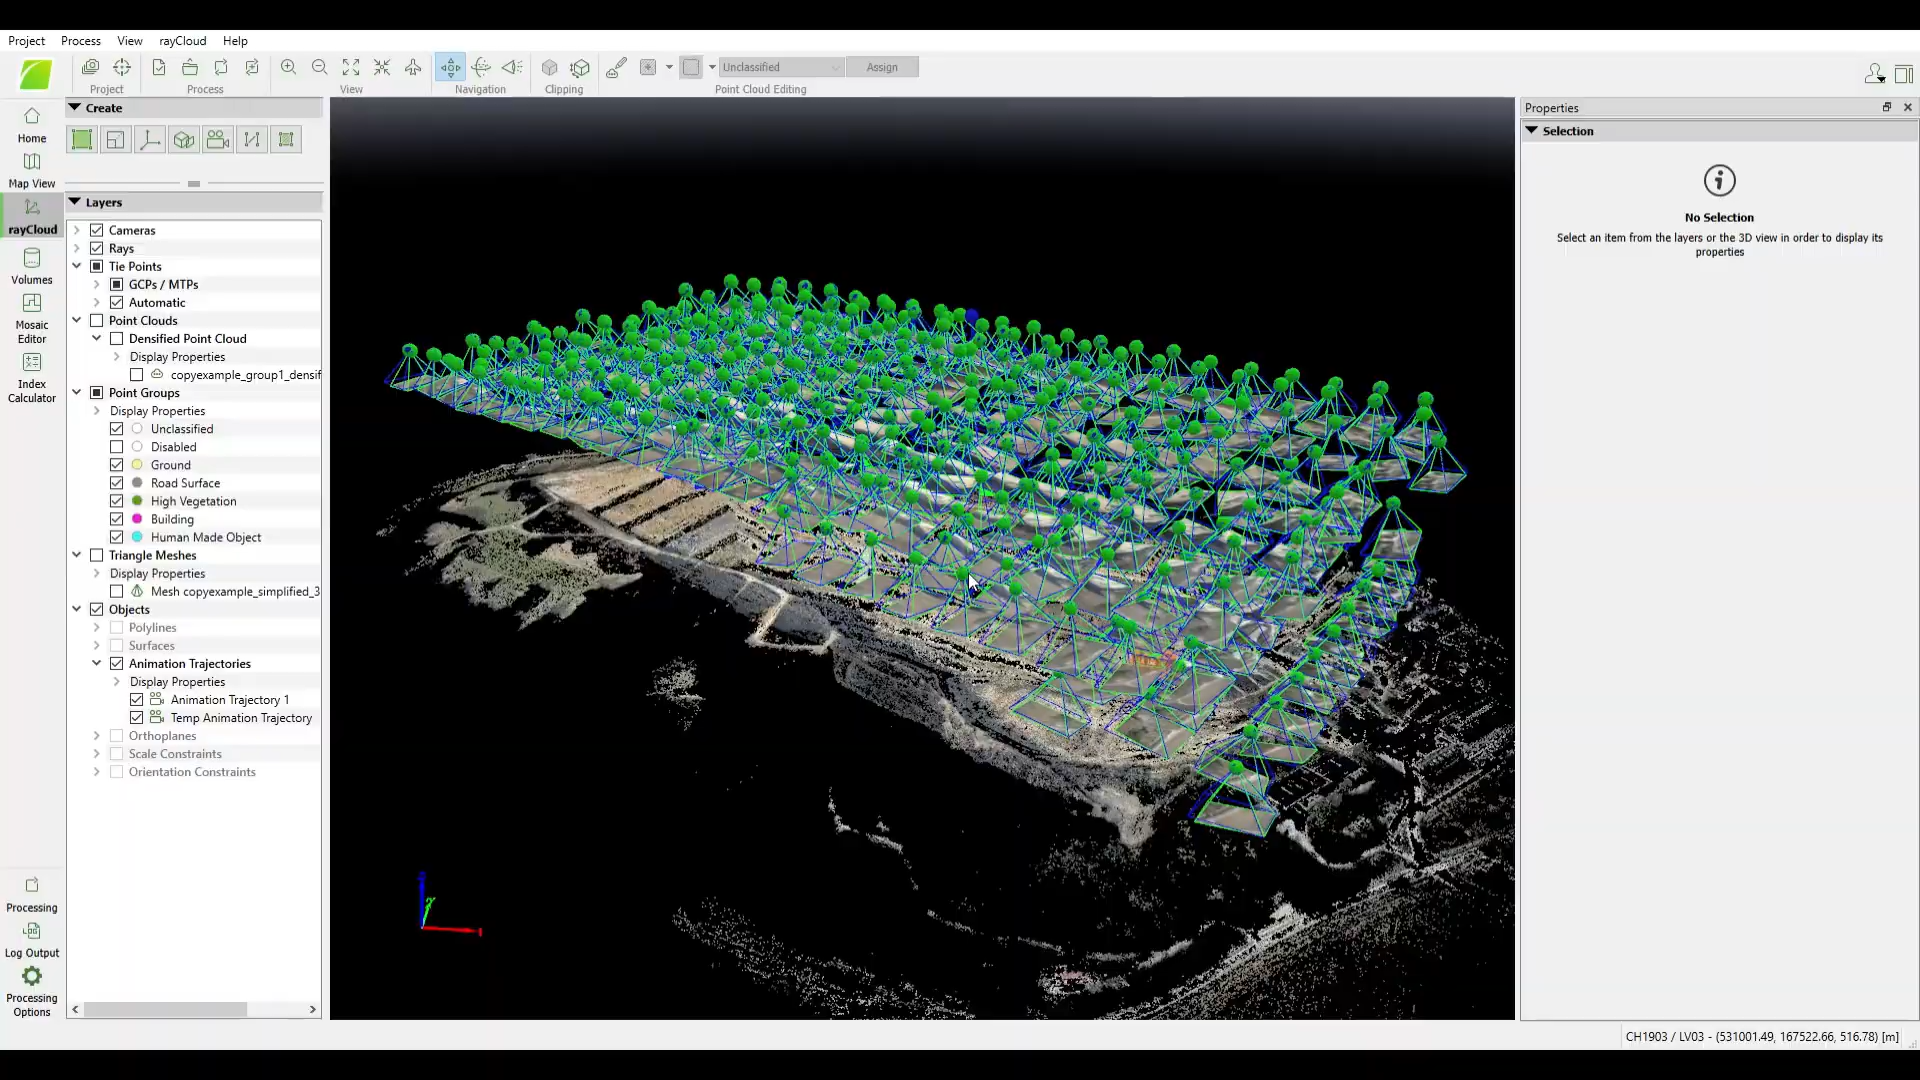 Project Process View rayCloud Help
Unclassified Assign
Project Process View Navigation Clipping Point Cloud Editing
Home
Map View
rayCloud
Volumes
Mosaic
Editor
Index
Calculator
Processing
Log Output
Processing
Options
Create
Layers
Cameras
Rays
Tie Points
GCPs / MTPs
Automatic
Point Clouds
Densified Point Cloud
Display Properties
copyexample_group1_densif
Point Groups
Display Properties
Unclassified
Disabled
Ground
Road Surface
High Vegetation
Building
Human Made Object
Triangle Meshes
Display Properties
Mesh copyexample_simplified_3
Objects
Polylines
Surfaces
Animation Trajectories
Display Properties
Animation Trajectory 1
Temp Animation Trajectory
Orthoplanes
Scale Constraints
Orientation Constraints
Properties
Selection
No Selection
Select an item from the layers or the 3D view in order to display its
properties
CH1903 / LV03 - (531001.49, 167522.66, 516.78) [m]